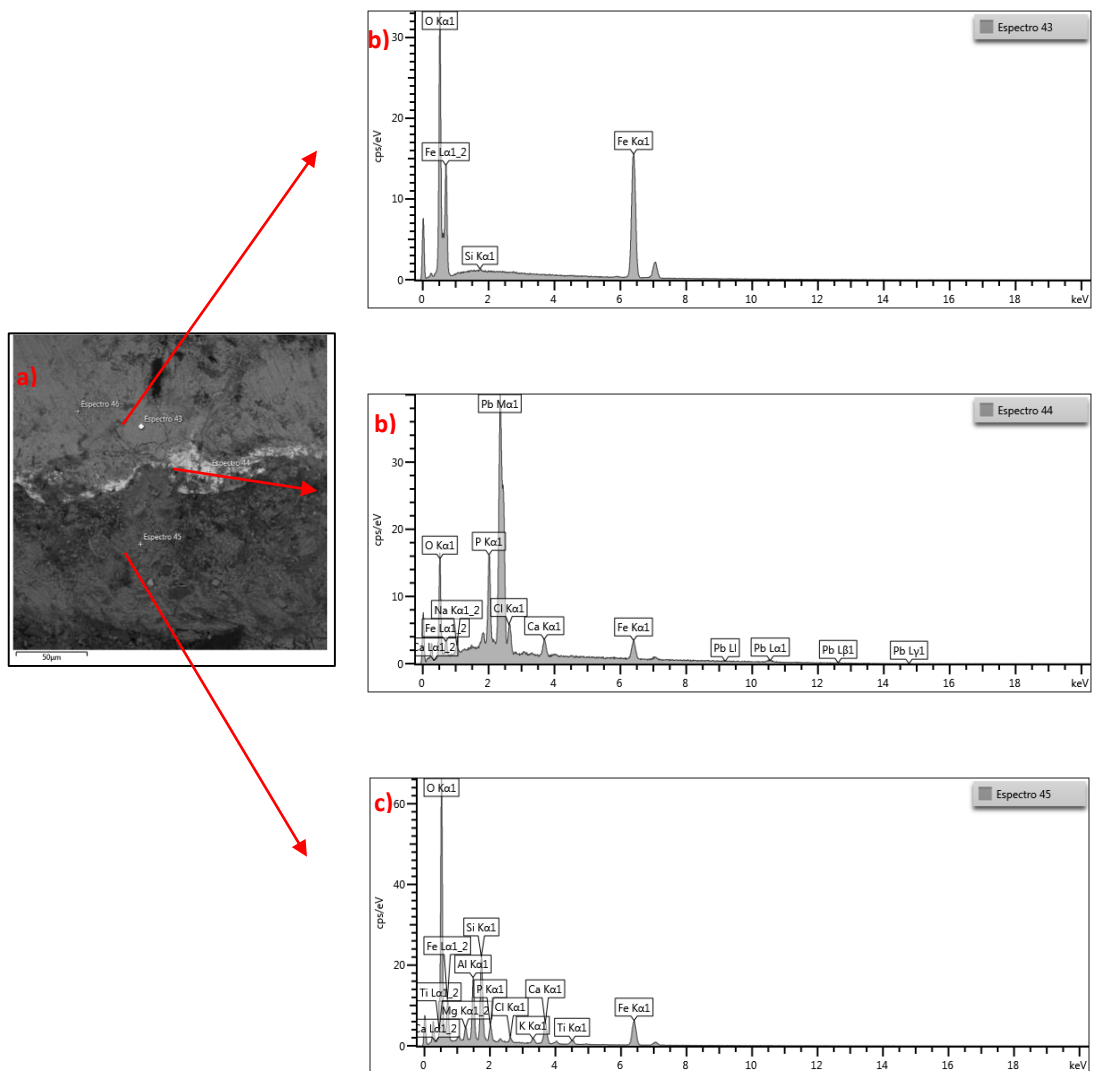 a)
Espectro 46
Espectro 43
Espectro 44
Espectro 45
50µm
b)
Espectro 43
O Kα1
Fe Lα1_2
Fe Kα1
Si Kα1
cps/eV
30
20
10
0
0 2 4 6 8 10 12 14 16 18 keV
b)
Espectro 44
Pb Mα1
O Kα1
P Kα1
Na Kα1_2
Cl Kα1
Fe Lα1_2
Ca Kα1
Fe Kα1
Lα1_2
Pb Ll
Pb Lα1
Pb Lβ1
Pb Lγ1
cps/eV
30
20
10
0
0 2 4 6 8 10 12 14 16 18 keV
c)
Espectro 45
O Kα1
Si Kα1
Fe Lα1_2
Al Kα1
Ti Lα1_2
P Kα1
Ca Kα1
Mg Kα1_2
Cl Kα1
Fe Kα1
Lα1_2
K Kα1
Ti Kα1
cps/eV
60
40
20
0
0 2 4 6 8 10 12 14 16 18 keV